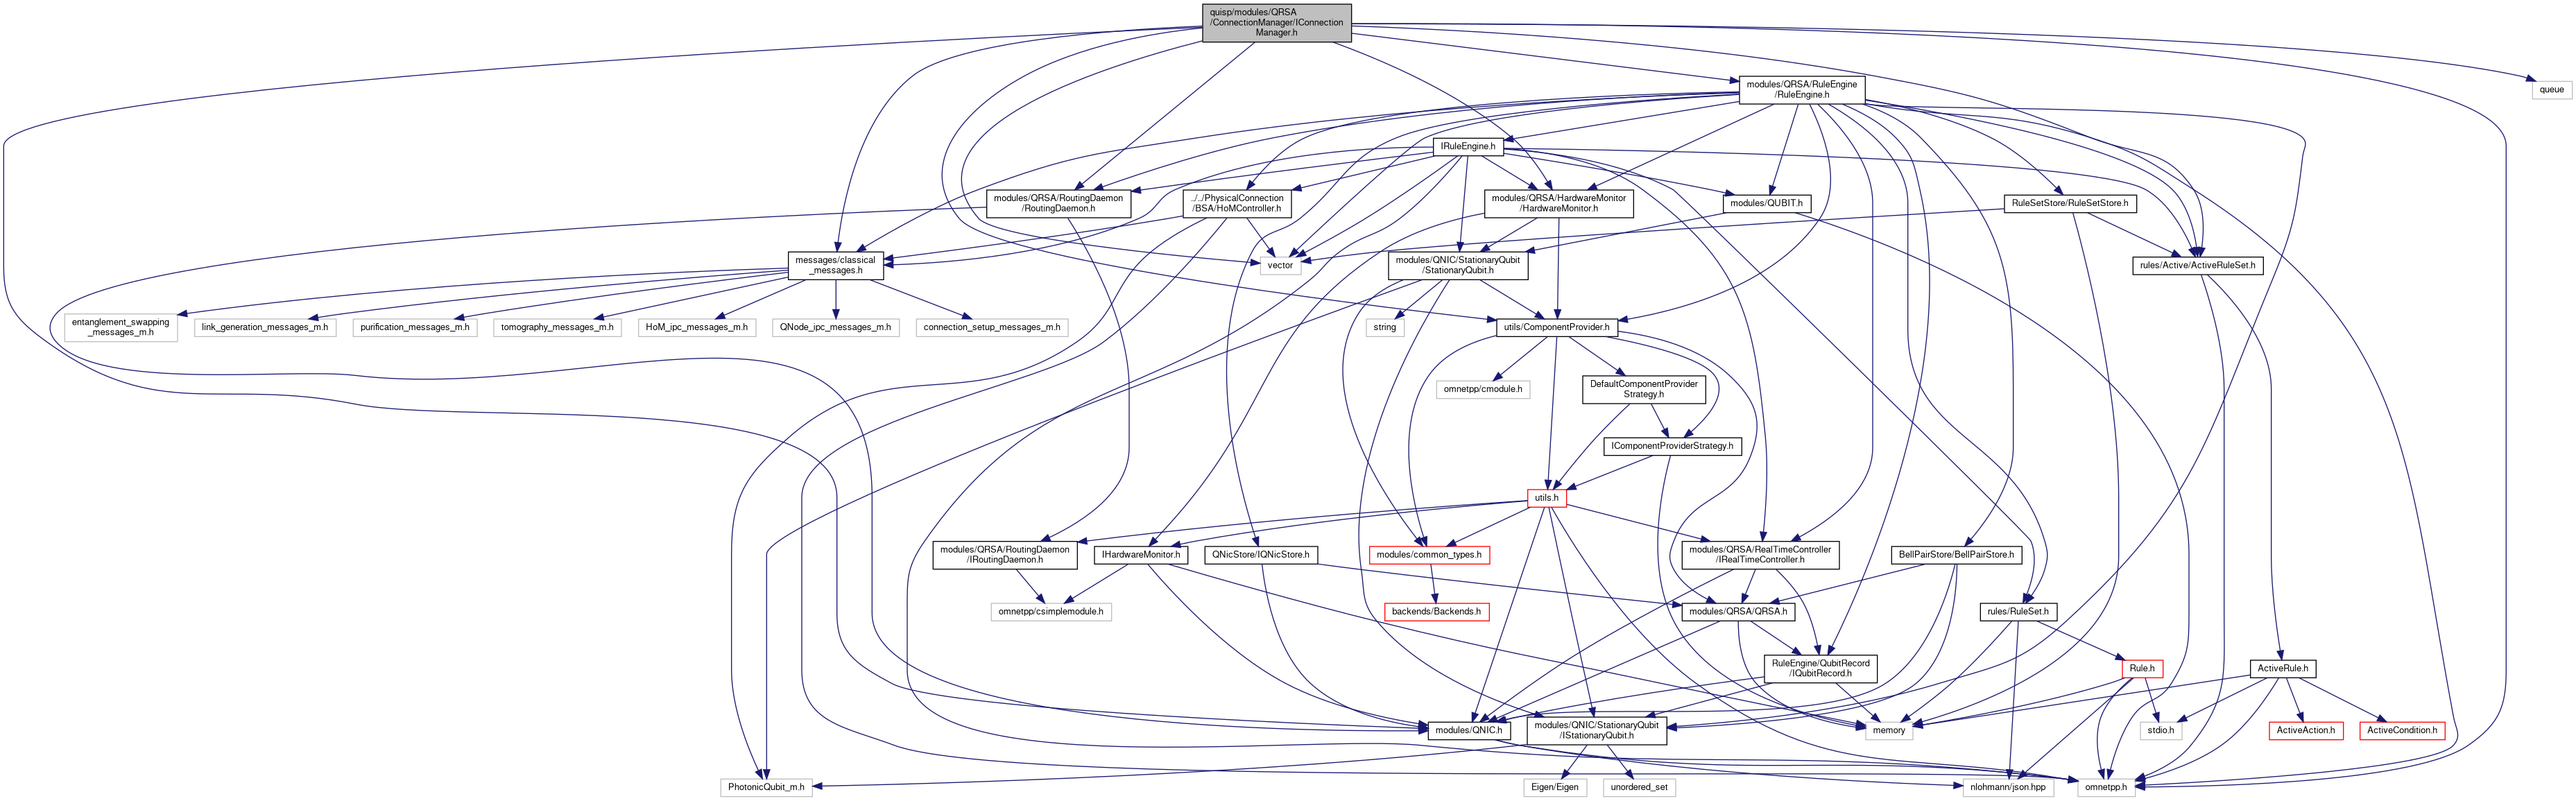 quisp/modules/QRSA
/ConnectionManager/IConnection
Manager.h
modules/QRSA/RuleEngine
/RuleEngine.h
queue
IRuleEngine.h
modules/QRSA/RoutingDaemon
/RoutingDaemon.h
../../PhysicalConnection
/BSA/HoMController.h
modules/QRSA/HardwareMonitor
/HardwareMonitor.h
modules/QUBIT.h
RuleSetStore/RuleSetStore.h
messages/classical
_messages.h
vector
modules/QNIC/StationaryQubit
/StationaryQubit.h
rules/Active/ActiveRuleSet.h
entanglement_swapping
_messages_m.h
link_generation_messages_m.h
purification_messages_m.h
tomography_messages_m.h
HoM_ipc_messages_m.h
QNode_ipc_messages_m.h
connection_setup_messages_m.h
string
utils/ComponentProvider.h
omnetpp/cmodule.h
DefaultComponentProvider
Strategy.h
IComponentProviderStrategy.h
utils.h
modules/QRSA/RoutingDaemon
/IRoutingDaemon.h
IHardwareMonitor.h
QNicStore/IQNicStore.h
modules/common_types.h
modules/QRSA/RealTimeController
/IRealTimeController.h
BellPairStore/BellPairStore.h
omnetpp/csimplemodule.h
backends/Backends.h
modules/QRSA/QRSA.h
rules/RuleSet.h
RuleEngine/QubitRecord
/IQubitRecord.h
Rule.h
ActiveRule.h
modules/QNIC.h
modules/QNIC/StationaryQubit
/IStationaryQubit.h
memory
stdio.h
ActiveAction.h
ActiveCondition.h
PhotonicQubit_m.h
Eigen/Eigen
unordered_set
nlohmann/json.hpp
omnetpp.h